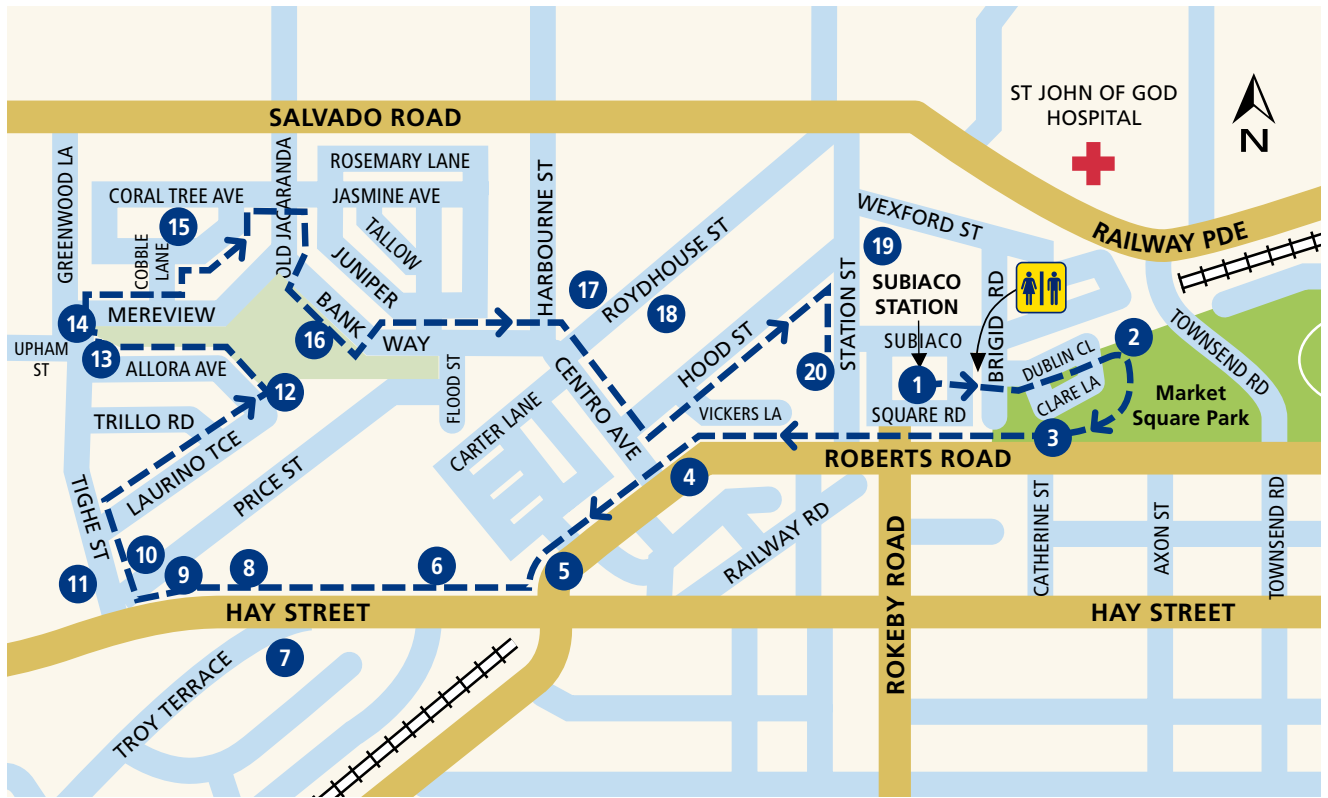 SALVADO ROAD
ST JOHN OF GOD
HOSPITAL
N
GREENWOOD LA
CORAL TREE AVE
15
COBBLE
LANE
OLD JACARANDA
ROSEMARY LANE
JASMINE AVE
TALLOW
JUNIPER
HARBOURNE ST
ROYDHOUSE ST
WEXFORD ST
RAILWAY PDE
19
SUBIACO
STATION
STATION ST
BRIGID RD
17
18
14
MEREVIEW
BANK
WAY
16
UPHAM
ST
13
ALLORA AVE
12
TRILLO RD
LAURINO TCE
PRICE ST
FLOOD ST
CENTRO AVE
CARTER LANE
HOOD ST
VICKERS LA
20
SUBIACO
1
SQUARE RD
DUBLIN CL
CLARE LA
2
3
Market
Square Park
TOWNSEND RD
ROBERTS ROAD
4
5
RAILWAY RD
ROKEBY ROAD
CATHERINE ST
AXON ST
TOWNSEND RD
TIGHE ST
11
10
9
8
6
HAY STREET
HAY STREET
7
TROY TERRACE